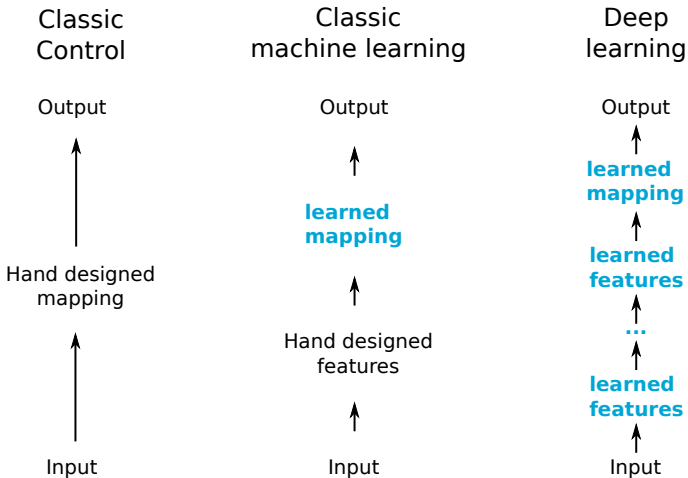 Classic
Control
Output
Hand designed
mapping
Input
Classic
machine learning
Output
learned
mapping
Hand designed
features
Input
Deep
learning
Output
learned
mapping
learned
features
...
learned
features
Input